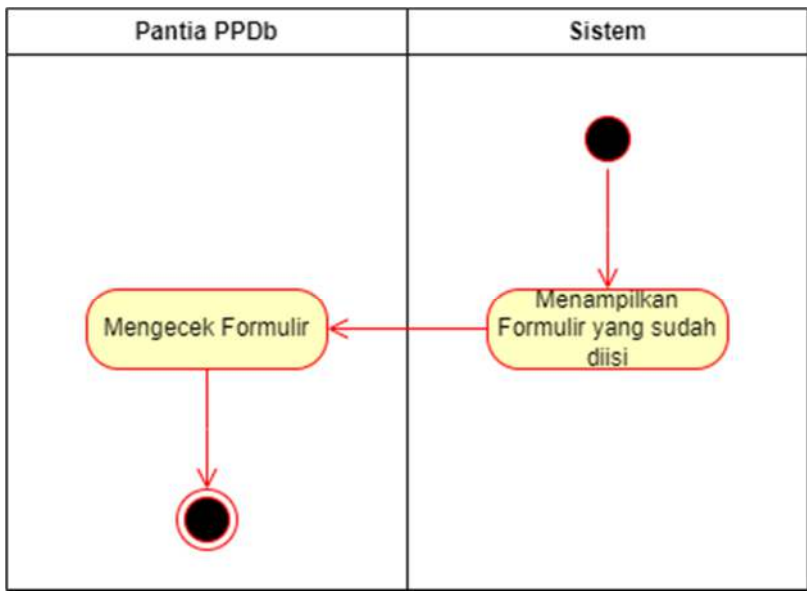 Pantia PPDb
Sistem
Mengecek Formulir
Menampilkan
Formulir yang sudah
diisi